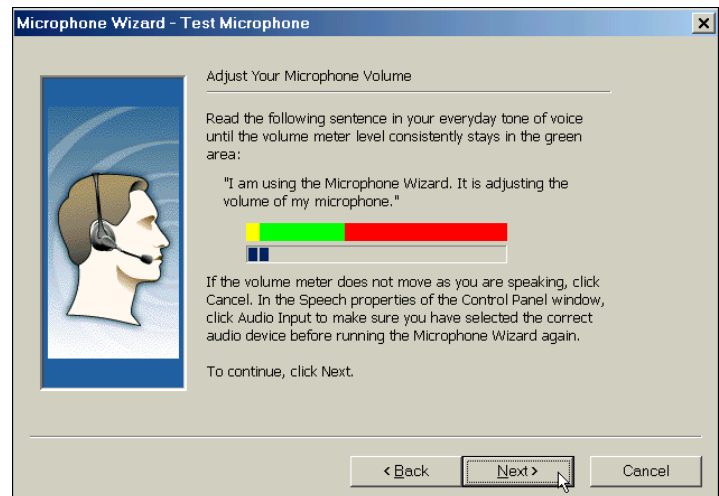 Microphone Wizard - Test Microphone
Adjust Your Microphone Volume
Read the following sentence in your everyday tone of voice
until the volume meter level consistently stays in the green
area:
"I am using the Microphone Wizard. It is adjusting the
volume of my microphone."
If the volume meter does not move as you are speaking, click
Cancel. In the Speech properties of the Control Panel window,
click Audio Input to make sure you have selected the correct
audio device before running the Microphone Wizard again.
To continue, click Next.
< Back Next > Cancel